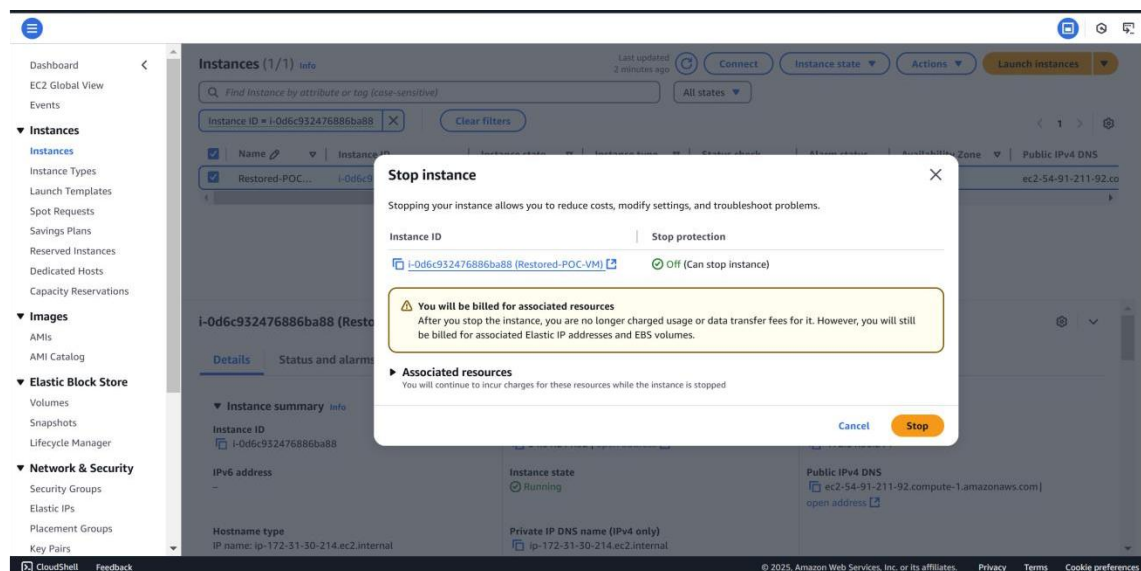 Dashboard
EC2 Global View
Events
Instances
Instances
Instance Types
Launch Templates
Spot Requests
Savings Plans
Reserved Instances
Dedicated Hosts
Capacity Reservations
Images
AMIs
AMI Catalog
Elastic Block Store
Volumes
Snapshots
Lifecycle Manager
Network & Security
Security Groups
Elastic IPs
Placement Groups
Key Pairs
Instances (1/1) Info
Last updated
2 minutes ago
Connect
Instance state
Actions
Launch instances
Find Instance by attribute or tag (case-sensitive)
All states
Instance ID = i-0d6c932476886ba88
Clear filters
1
Name
Instance ID
Instance state
Instance type
Status check
Alarm status
Availability Zone
Public IPv4 DNS
Restored-POC...
i-0d6c9
ec2-54-91-211-92.co
Stop instance
Stopping your instance allows you to reduce costs, modify settings, and troubleshoot problems.
Instance ID
Stop protection
i-0d6c932476886ba88 (Restored-POC-VM)
Off (Can stop instance)
You will be billed for associated resources
After you stop the instance, you are no longer charged usage or data transfer fees for it. However, you will still
be billed for associated Elastic IP addresses and EBS volumes.
Associated resources
You will continue to incur charges for these resources while the instance is stopped
Cancel
Stop
i-0d6c932476886ba88 (Resto
Details
Status and alarms
Instance summary Info
Instance ID
i-0d6c932476886ba88
IPv6 address
–
Instance state
Running
Public IPv4 DNS
ec2-54-91-211-92.compute-1.amazonaws.com |
open address
Hostname type
IP name: ip-172-31-30-214.ec2.internal
Private IP DNS name (IPv4 only)
ip-172-31-30-214.ec2.internal
CloudShell
Feedback
© 2025, Amazon Web Services, Inc. or its affiliates.
Privacy
Terms
Cookie preferences